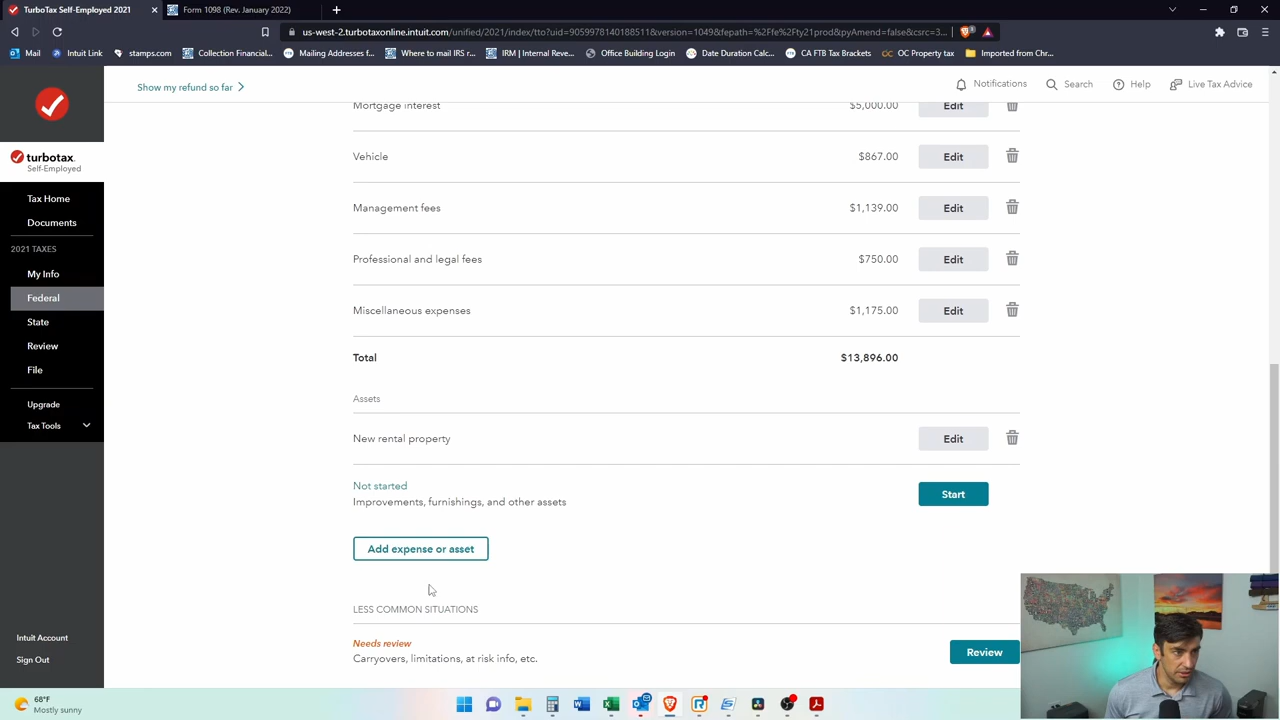 TurboTax Self-Employed 2021
Form 1098 (Rev. January 2022)
us-west-2.turbotaxonline.intuit.com/unified/2021/index/tto?uid=9059978140188511&version=1049&fepath=%2Ffe%2Fty21prod&pyAmend=false&csrc=3...
Mail
Intuit Link
stamps.com
Collection Financial...
Mailing Addresses f...
Where to mail IRS r...
IRM | Internal Reve...
Office Building Login
Date Duration Calc...
CA FTB Tax Brackets
OC Property tax
Imported from Chr...
Show my refund so far
Notifications
Search
Help
Live Tax Advice
turbotax
Self-Employed
Tax Home
Documents
2021 TAXES
My Info
Federal
State
Review
File
Upgrade
Tax Tools
Intuit Account
Sign Out
Mortgage interest $5,000.00 Edit
Vehicle $867.00 Edit
Management fees $1,139.00 Edit
Professional and legal fees $750.00 Edit
Miscellaneous expenses $1,175.00 Edit
Total $13,896.00
Assets
New rental property Edit
Not started
Improvements, furnishings, and other assets Start
Add expense or asset
LESS COMMON SITUATIONS
Needs review
Carryovers, limitations, at risk info, etc. Review
68°F
Mostly sunny